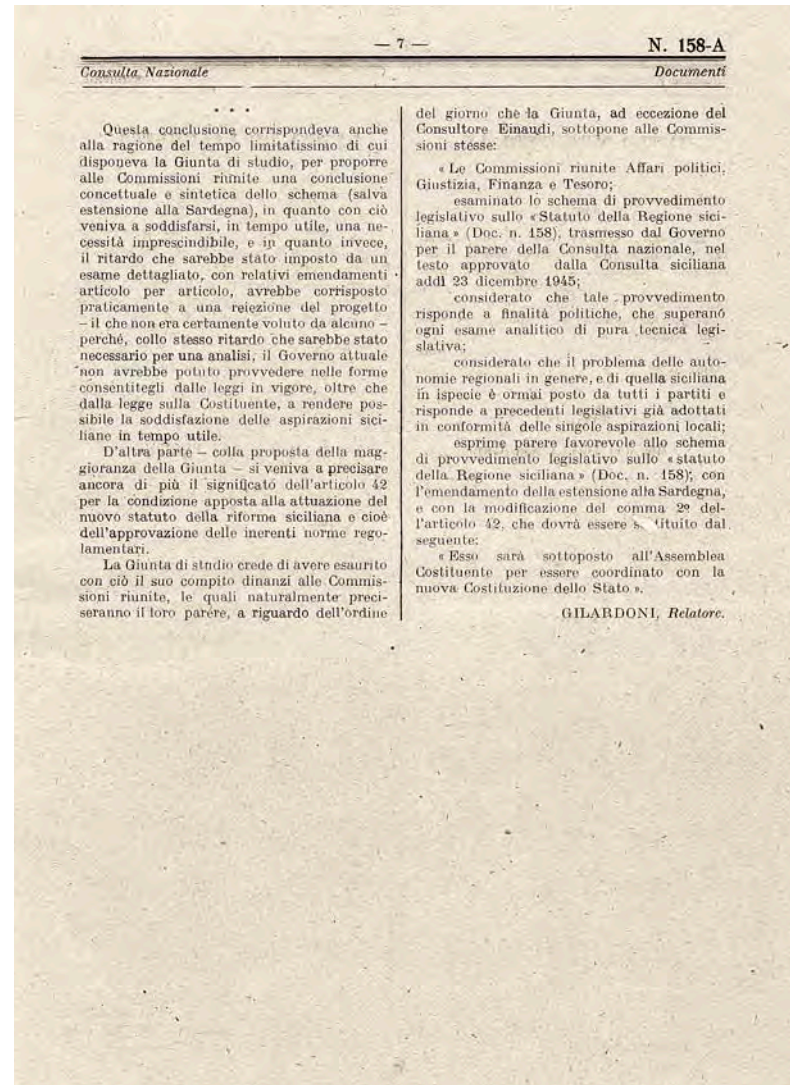 — 7 —
N. 158-A
Consulta Nazionale
Documenti
* * *
Questa conclusione corrispondeva anche
alla ragione del tempo limitatissimo di cui
disponeva la Giunta di studio, per proporre
alle Commissioni riunite una conclusione
concettuale e sintetica dello schema (salva
estensione alla Sardegna), in quanto con ciò
veniva a soddisfarsi, in tempo utile, una ne-
cessità imprescindibile, e in quanto invece,
il ritardo che sarebbe stato imposto da un
esame dettagliato, con relativi emendamenti
articolo per articolo, avrebbe corrisposto
praticamente a una reiezione del progetto
– il che non era certamente voluto da alcuno –
perché, collo stesso ritardo che sarebbe stato
necessario per una analisi, il Governo attuale
non avrebbe potuto provvedere nelle forme
consentitegli dalle leggi in vigore, oltre che
dalla legge sulla Costituente, a rendere pos-
sibile la soddisfazione delle aspirazioni sici-
liane in tempo utile.
D'altra parte – colla proposta della mag-
gioranza della Giunta – si veniva a precisare
ancora di più il significato dell'articolo 42
per la condizione apposta alla attuazione del
nuovo statuto della riforma siciliana e cioè
dell'approvazione delle inerenti norme rego-
lamentari.
La Giunta di studio crede di avere esaurito
con ciò il suo compito dinanzi alle Commis-
sioni riunite, le quali naturalmente preci-
seranno il loro parere, a riguardo dell'ordine
del giorno che la Giunta, ad eccezione del
Consultore Einaudi, sottopone alle Commis-
sioni stesse:
« Le Commissioni riunite Affari politici,
Giustizia, Finanza e Tesoro;
esaminato lo schema di provvedimento
legislativo sullo « Statuto della Regione sici-
liana » (Doc. n. 158), trasmesso dal Governo
per il parere della Consulta nazionale, nel
testo approvato dalla Consulta siciliana
addì 23 dicembre 1945;
considerato che tale provvedimento
risponde a finalità politiche, che superano
ogni esame analitico di pura tecnica legi-
slativa;
considerato che il problema delle auto-
nomie regionali in genere, e di quella siciliana
in ispecie è ormai posto da tutti i partiti e
risponde a precedenti legislativi già adottati
in conformità delle singole aspirazioni locali;
esprime parere favorevole allo schema
di provvedimento legislativo sullo « statuto
della Regione siciliana » (Doc. n. 158), con
l'emendamento della estensione alla Sardegna,
e con la modificazione del comma 2º del-
l'articolo 42, che dovrà essere dal
seguente:
« Esso sarà sottoposto all'Assemblea
Costituente per essere coordinato con la
nuova Costituzione dello Stato ».
GILARDONI, Relatore.